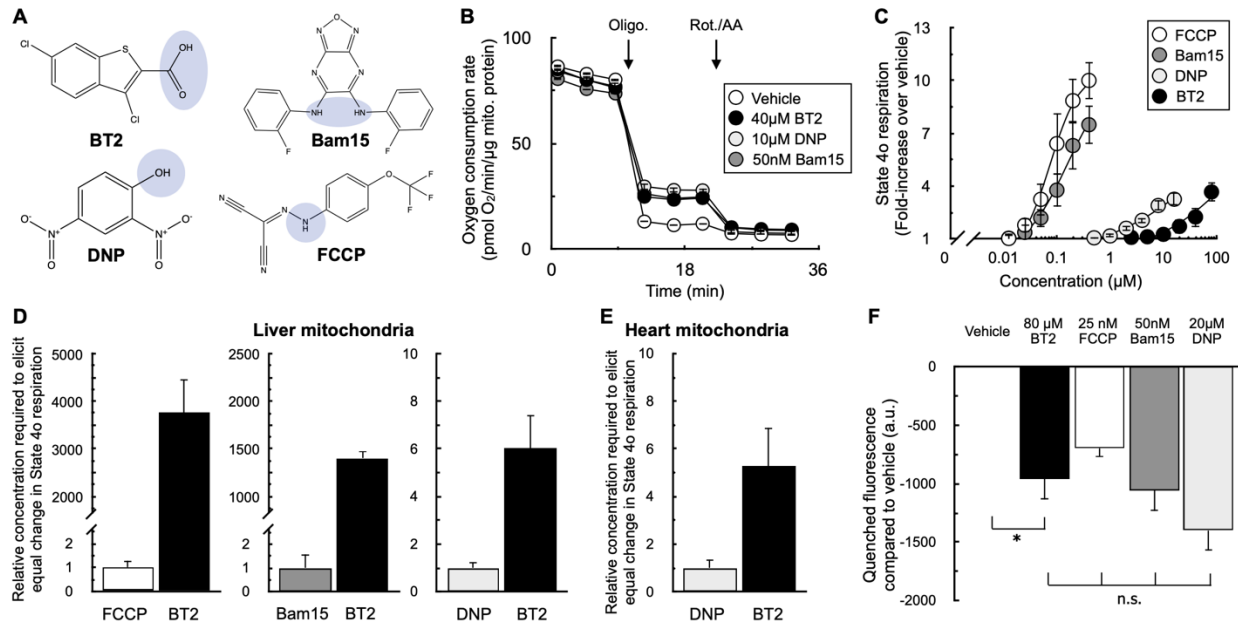 A
Cl
S
OH
O
Cl
BT2
N
O
N
N
N
N
N
NH
HN
F
F
Bam15
OH
O-
N+
O
N+
O-
O
DNP
N
N
N
N
H
O
F
F
F
FCCP
B
Oligo.
Rot./AA
Oxygen consumption rate
(pmol O2/min/µg mito. protein)
100
50
0
0
18
36
Time (min)
Vehicle
40µM BT2
10µM DNP
50nM Bam15
C
State 4o respiration
(Fold-increase over vehicle)
13
10
7
4
1
0
0.01
0.1
1
10
100
Concentration (µM)
FCCP
Bam15
DNP
BT2
D
Liver mitochondria
Relative concentration required to elicit
equal change in State 4o respiration
5000
4000
3000
2000
2
1
0
FCCP
BT2
2500
2000
1500
1000
2
1
0
Bam15
BT2
10
8
6
4
2
0
DNP
BT2
E
Heart mitochondria
Relative concentration required to elicit
equal change in State 4o respiration
10
8
6
4
2
0
DNP
BT2
F
Vehicle
80 µM
BT2
25 nM
FCCP
50nM
Bam15
20µM
DNP
Quenched fluorescence
compared to vehicle (a.u.)
0
-500
-1000
-1500
-2000
*
n.s.